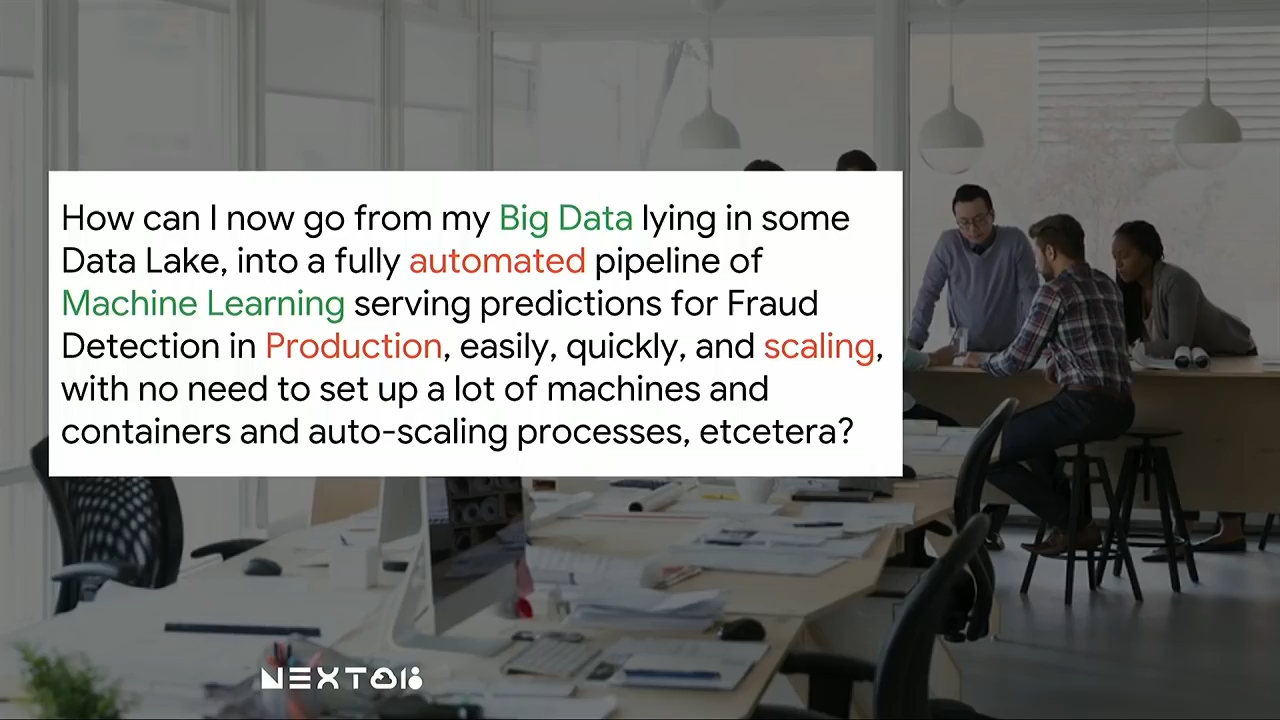 How can I now go from my Big Data lying in some
Data Lake, into a fully automated pipeline of
Machine Learning serving predictions for Fraud
Detection in Production, easily, quickly, and scaling,
with no need to set up a lot of machines and
containers and auto-scaling processes, etcetera?
NEXT18